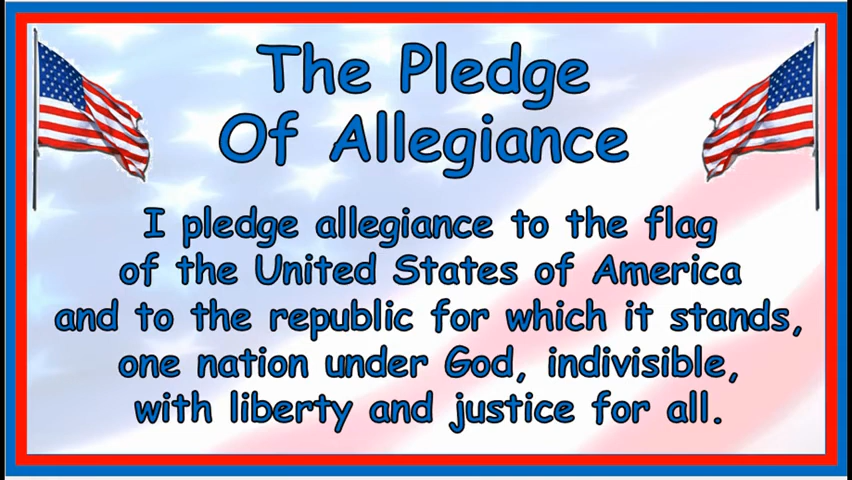 The Pledge
Of Allegiance
I pledge allegiance to the flag
of the United States of America
and to the republic for which it stands,
one nation under God, indivisible,
with liberty and justice for all.